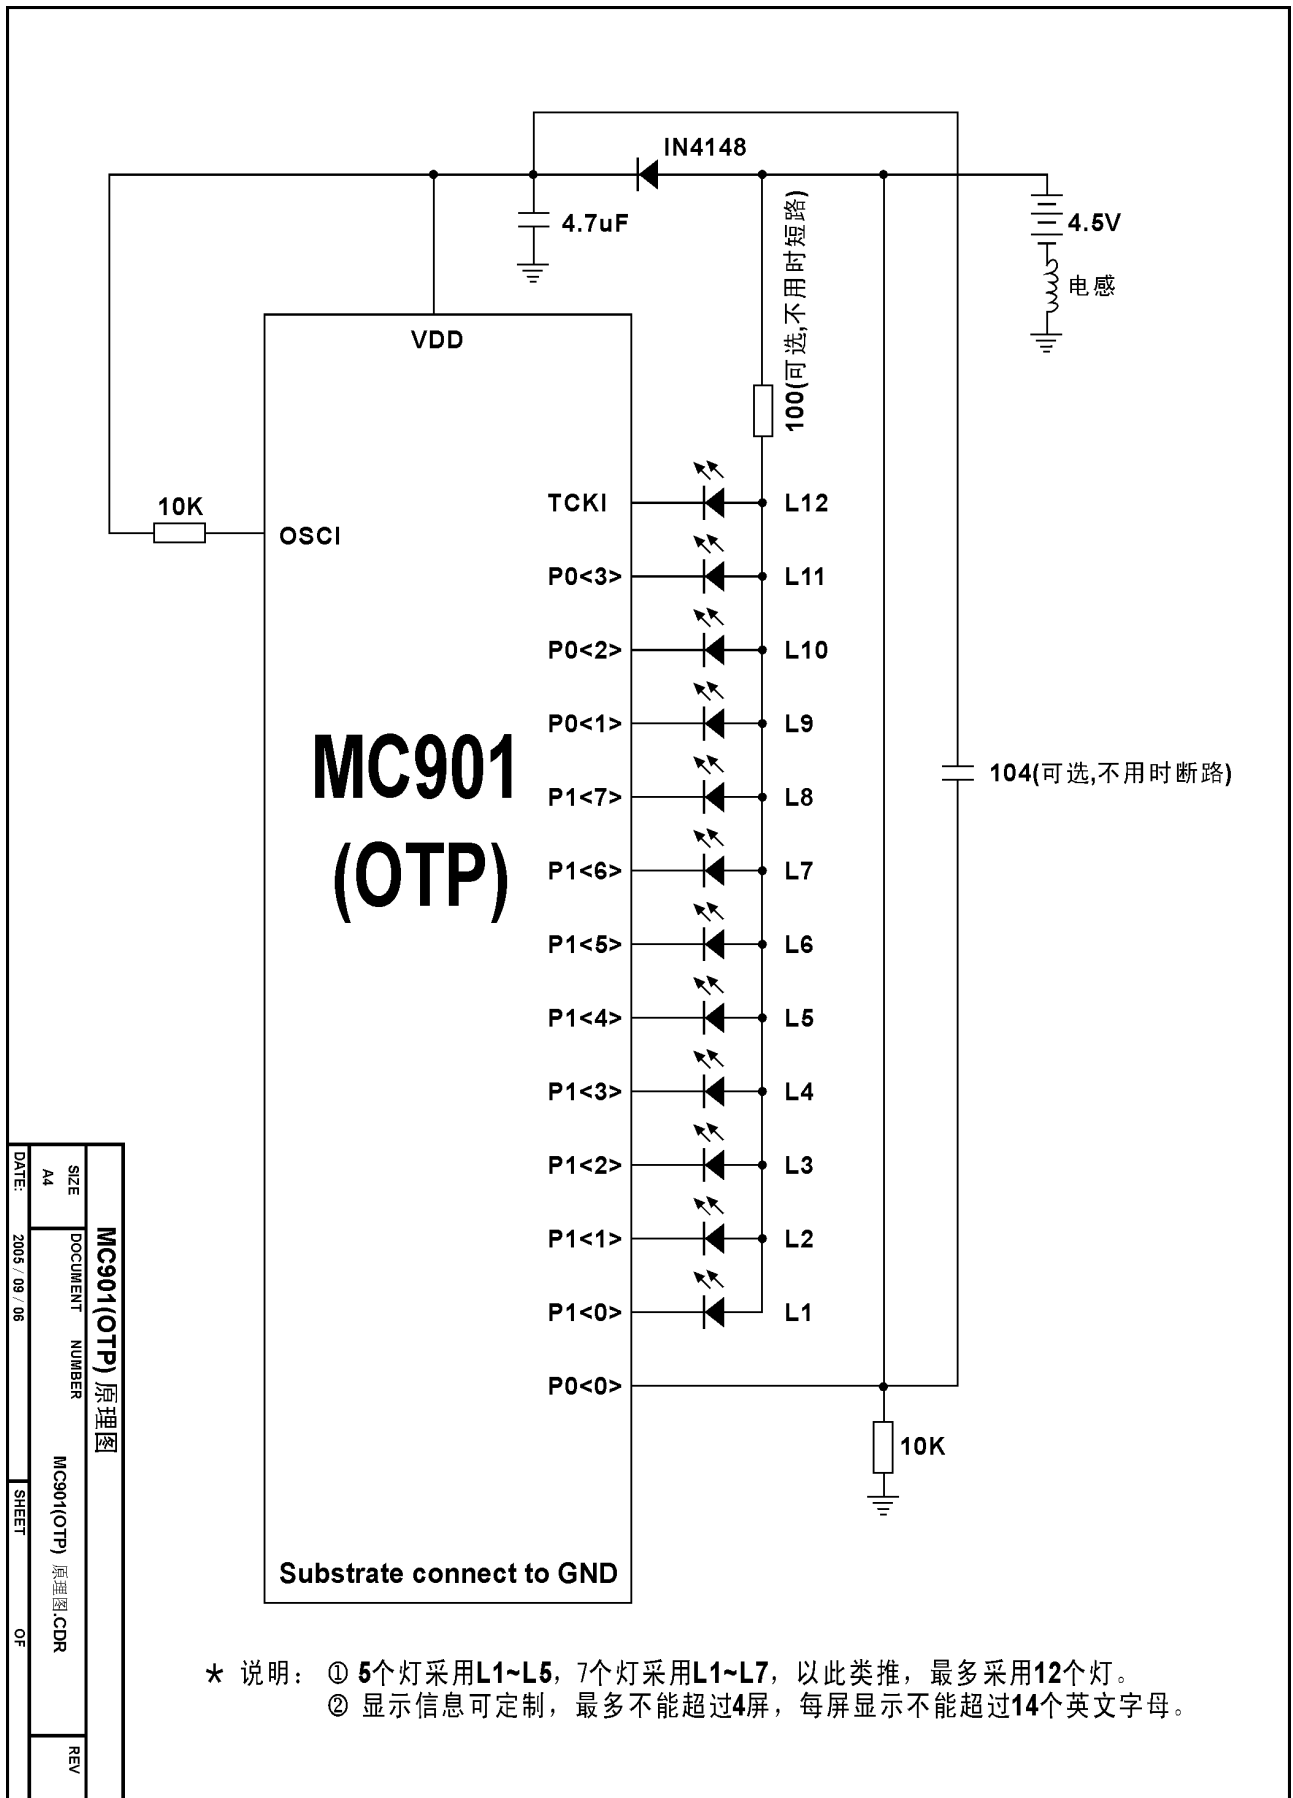 IN4148
4.7uF
4.5V
电感
100(可选,不用时短路)
VDD
10K
OSCI
TCKI
L12
P0<3>
L11
P0<2>
L10
P0<1>
L9
P1<7>
L8
P1<6>
L7
P1<5>
L6
P1<4>
L5
P1<3>
L4
P1<2>
L3
P1<1>
L2
P1<0>
L1
P0<0>
MC901
(OTP)
104(可选,不用时断路)
10K
Substrate connect to GND
* 说明： ① 5个灯采用L1~L5，7个灯采用L1~L7，以此类推，最多采用12个灯。
② 显示信息可定制，最多不能超过4屏，每屏显示不能超过14个英文字母。
MC901(OTP) 原理图
SIZE
A4
DOCUMENT NUMBER
MC901(OTP) 原理图.CDR
REV
DATE: 2005 / 09 / 06
SHEET OF